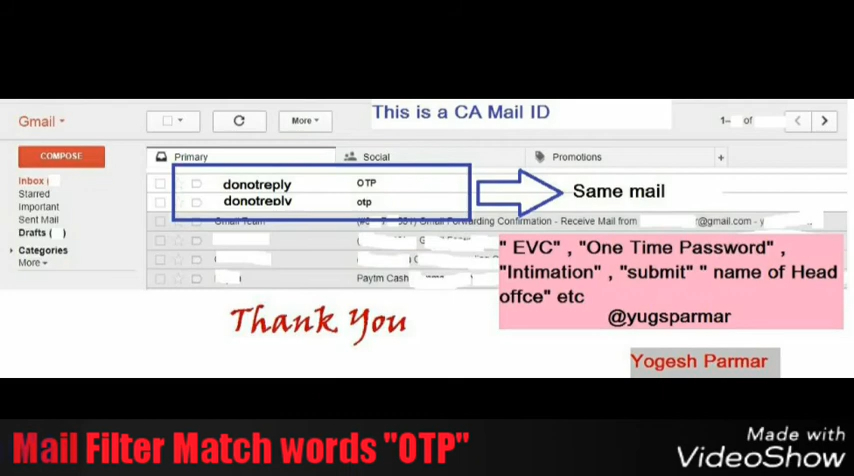 This is a CA Mail ID
Gmail
More
1– of
COMPOSE
Primary
Social
Promotions
+
Inbox (
Starred
Important
Sent Mail
Drafts ( )
Categories
More
donotreply OTP
donotreply otp
Same mail
Gmail Team Gmail Forwarding Confirmation - Receive Mail from @gmail.com - y
Paytm Cash
" EVC" , "One Time Password" ,
"Intimation" , "submit" " name of Head
offce" etc
@yugsparmar
Thank You
Yogesh Parmar
Mail Filter Match words "OTP"
Made with
VideoShow